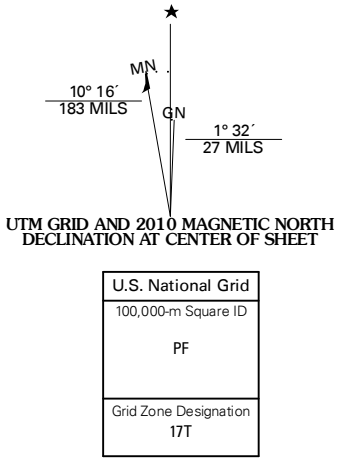 MN
10° 16´
183 MILS
GN
1° 32´
27 MILS
UTM GRID AND 2010 MAGNETIC NORTH
DECLINATION AT CENTER OF SHEET
U.S. National Grid
100,000-m Square ID
PF
Grid Zone Designation
17T